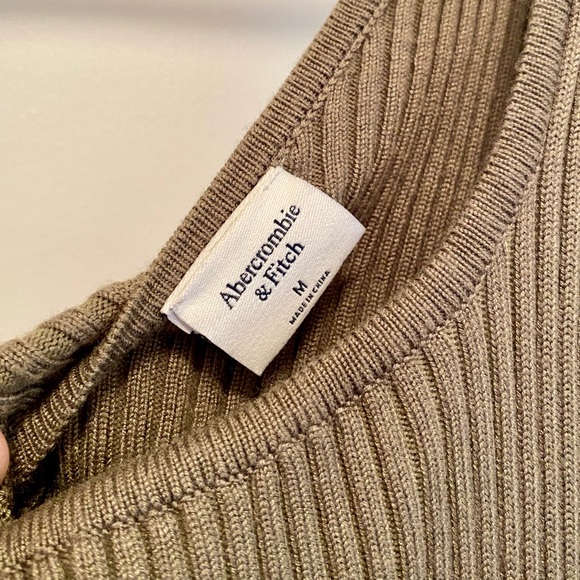 Abercrombie
& Fitch
M
MADE IN CHINA